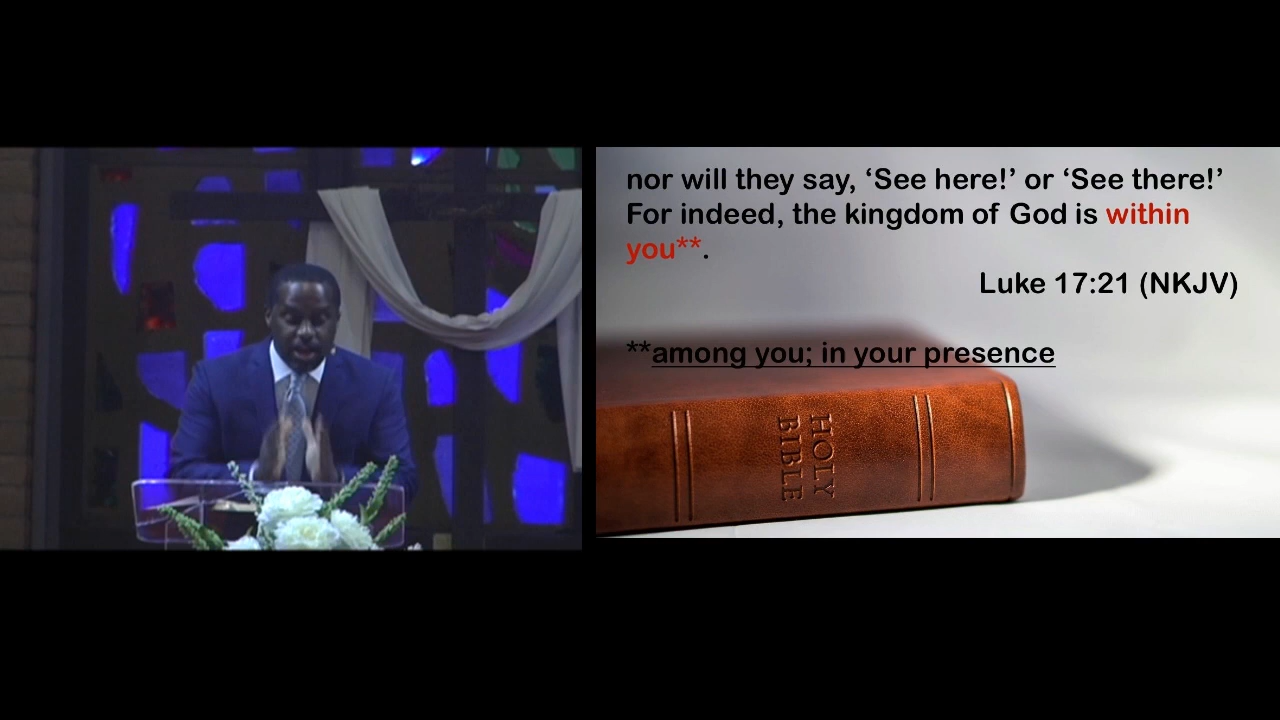 nor will they say, ‘See here!’ or ‘See there!’
For indeed, the kingdom of God is within
you**.
Luke 17:21 (NKJV)
**among you; in your presence
HOLY
BIBLE